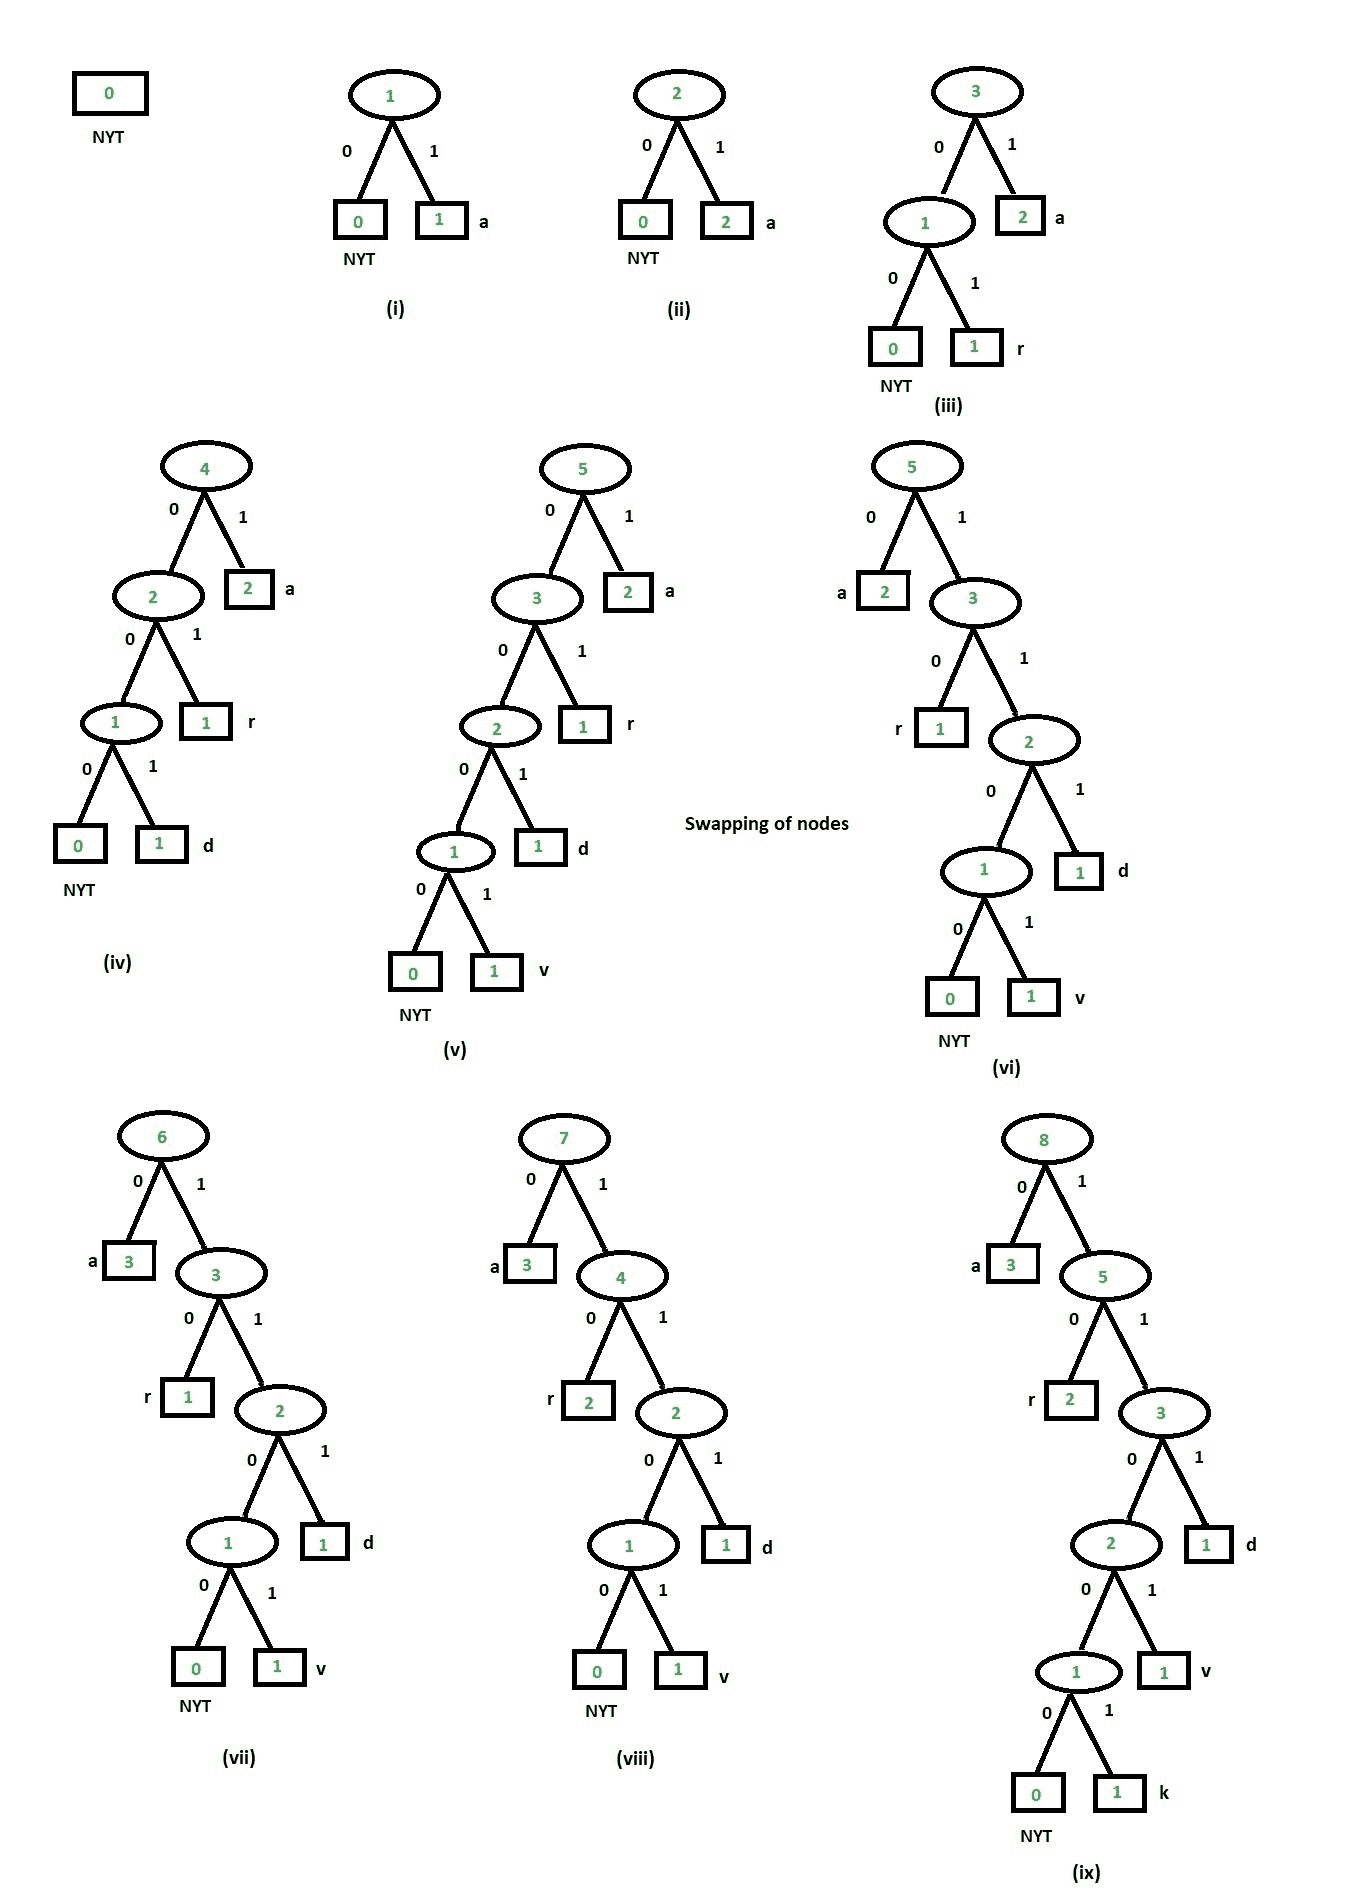 0
NYT
1
0 1
0 1 a
NYT
(i)
2
0 1
0 2 a
NYT
(ii)
3
0 1
1 2 a
0 1
0 1 r
NYT
(iii)
4
0 1
2 2 a
0 1
1 1 r
0 1
0 1 d
NYT
(iv)
5
0 1
3 2 a
0 1
2 1 r
0 1
1 1 d
0 1
0 1 v
NYT
(v)
Swapping of nodes
5
0 1
a 2 3
0 1
r 1 2
0 1
1 1 d
0 1
0 1 v
NYT
(vi)
6
0 1
a 3 3
0 1
r 1 2
0 1
1 1 d
0 1
0 1 v
NYT
(vii)
7
0 1
a 3 4
0 1
r 2 2
0 1
1 1 d
0 1
0 1 v
NYT
(viii)
8
0 1
a 3 5
0 1
r 2 3
0 1
2 1 d
0 1
1 1 v
0 1
0 1 k
NYT
(ix)